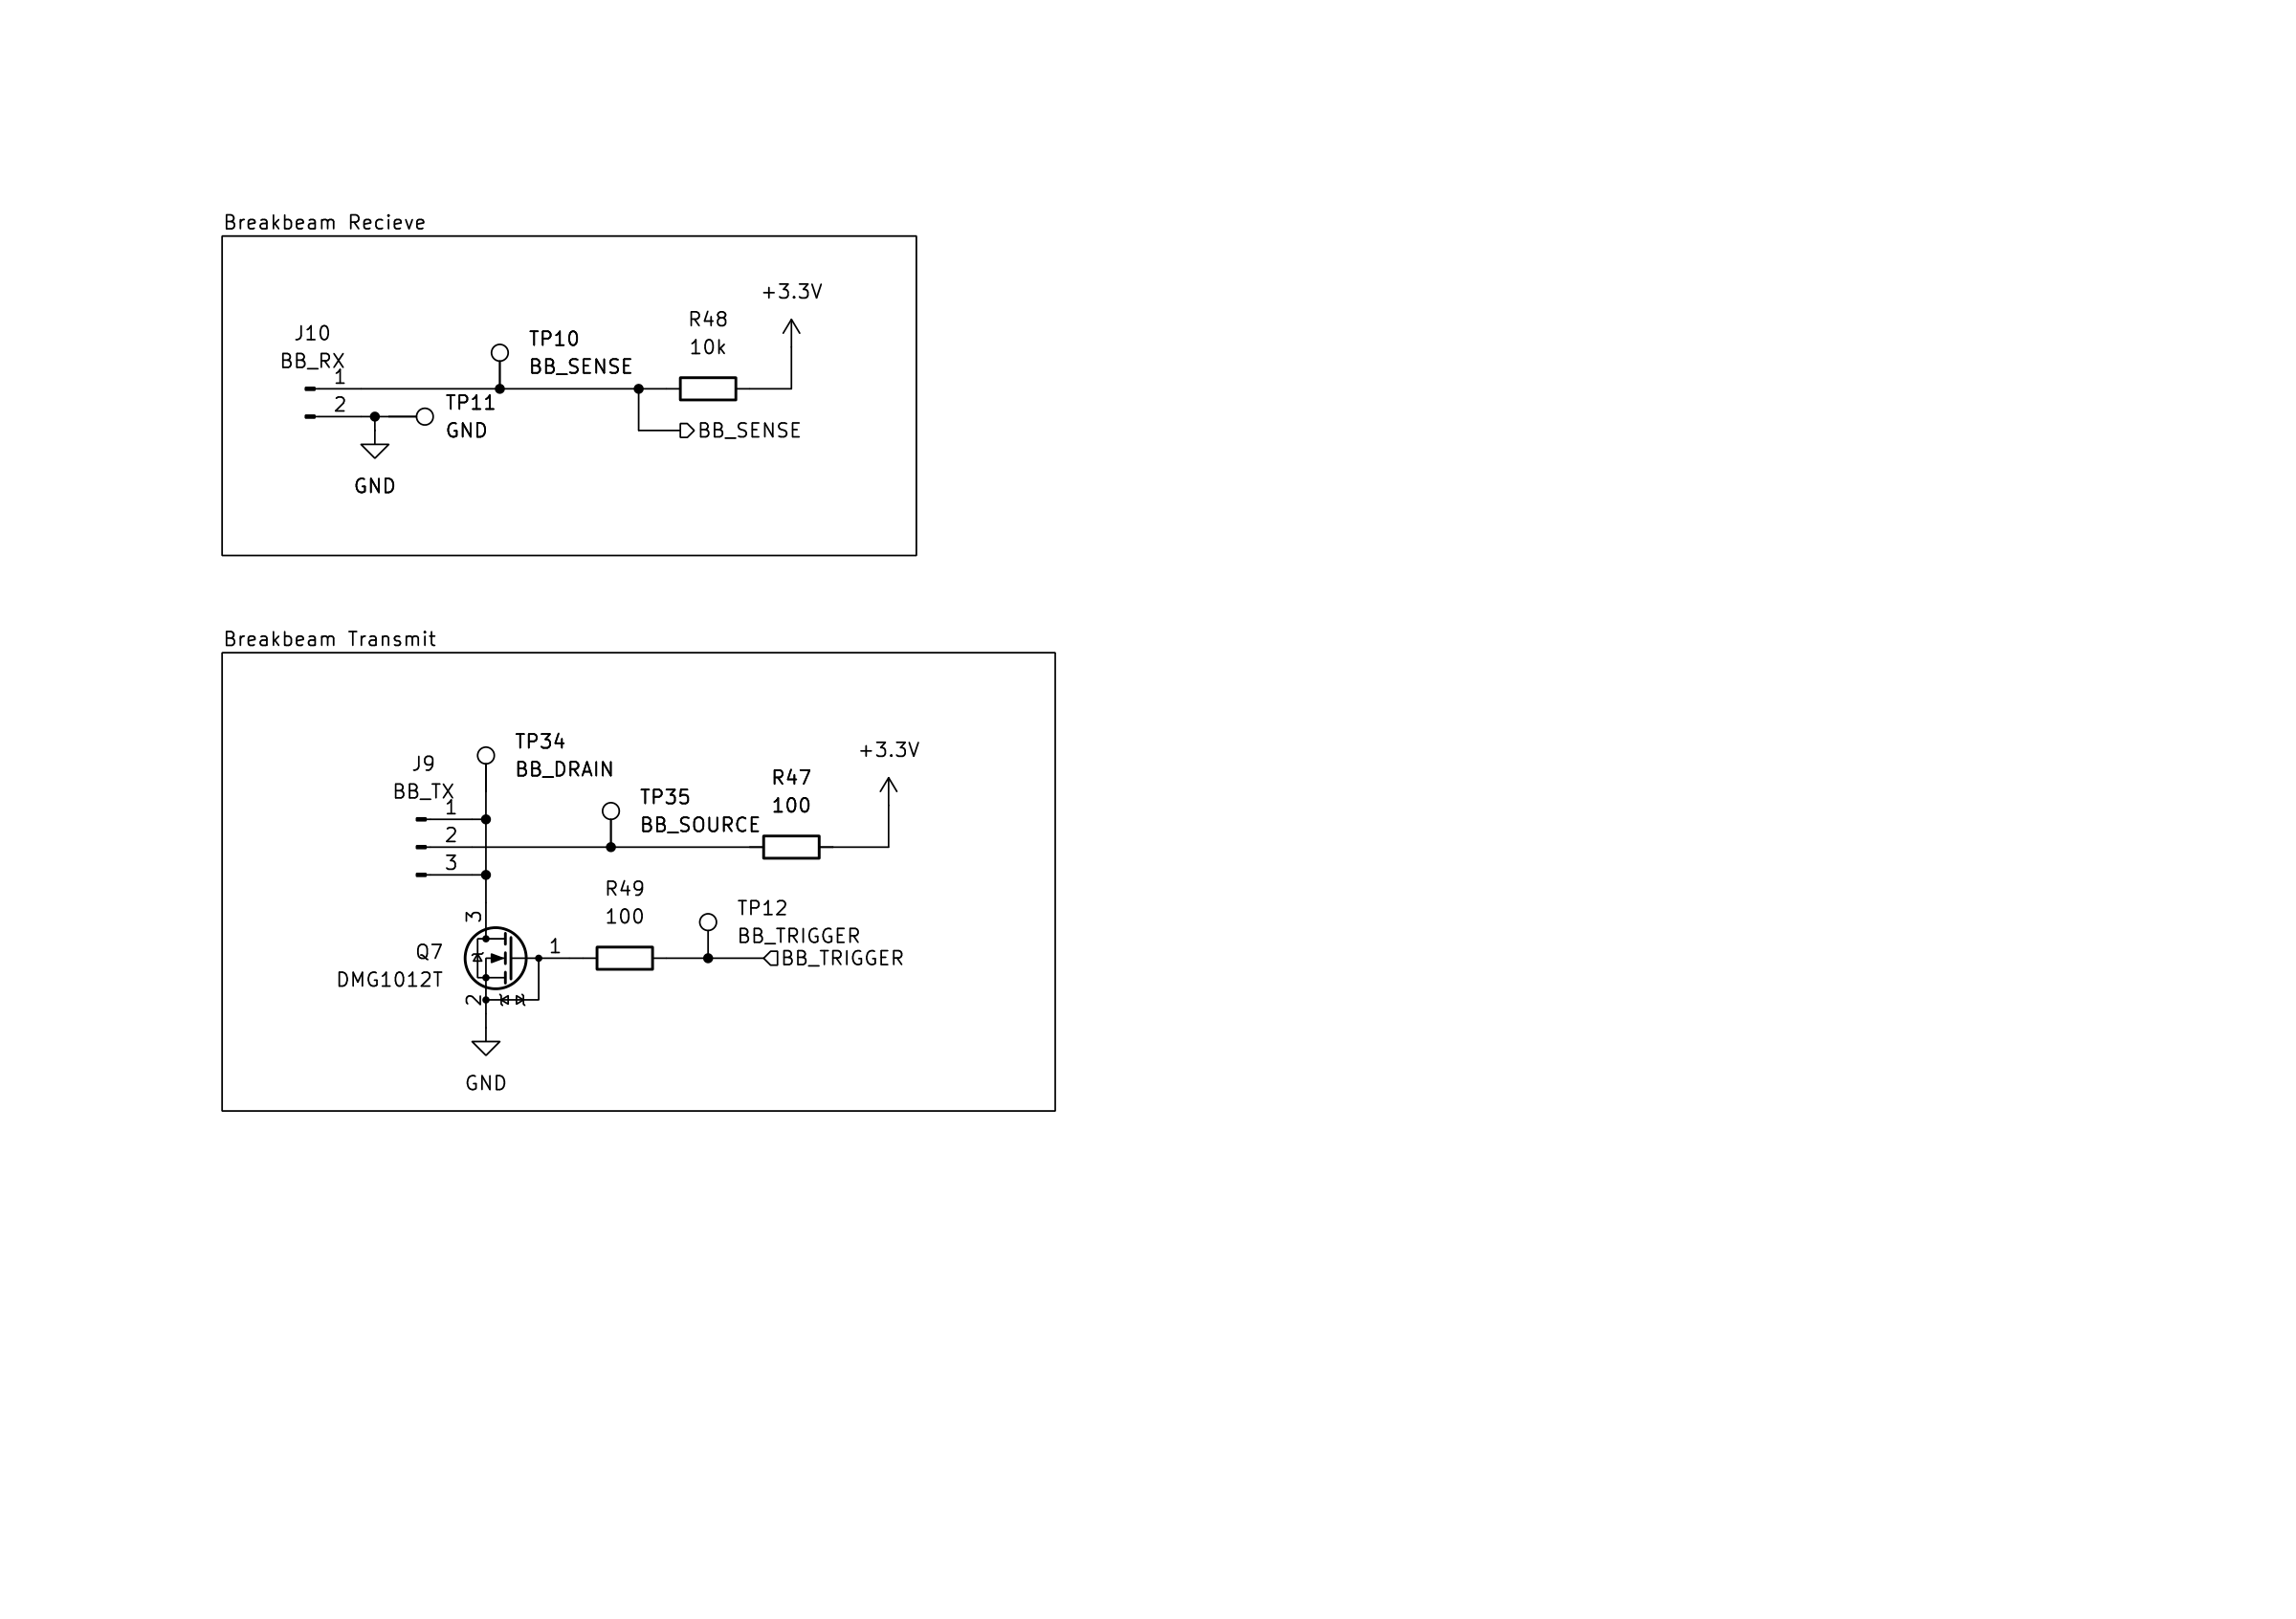 Breakbeam Recieve
+3.3V
R48
10k
J10
BB_RX
1
2
TP10
BB_SENSE
TP11
GND
BB_SENSE
GND
Breakbeam Transmit
TP34
BB_DRAIN
+3.3V
J9
BB_TX
1
2
3
TP35
BB_SOURCE
R47
100
R49
100
TP12
BB_TRIGGER
BB_TRIGGER
3
1
Q7
DMG1012T
2
GND